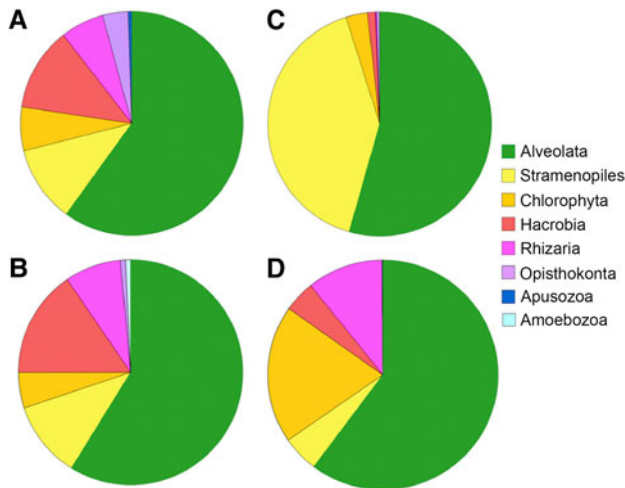 A
C
B
D
Alveolata
Stramenopiles
Chlorophyta
Hacrobia
Rhizaria
Opisthokonta
Apusozoa
Amoebozoa